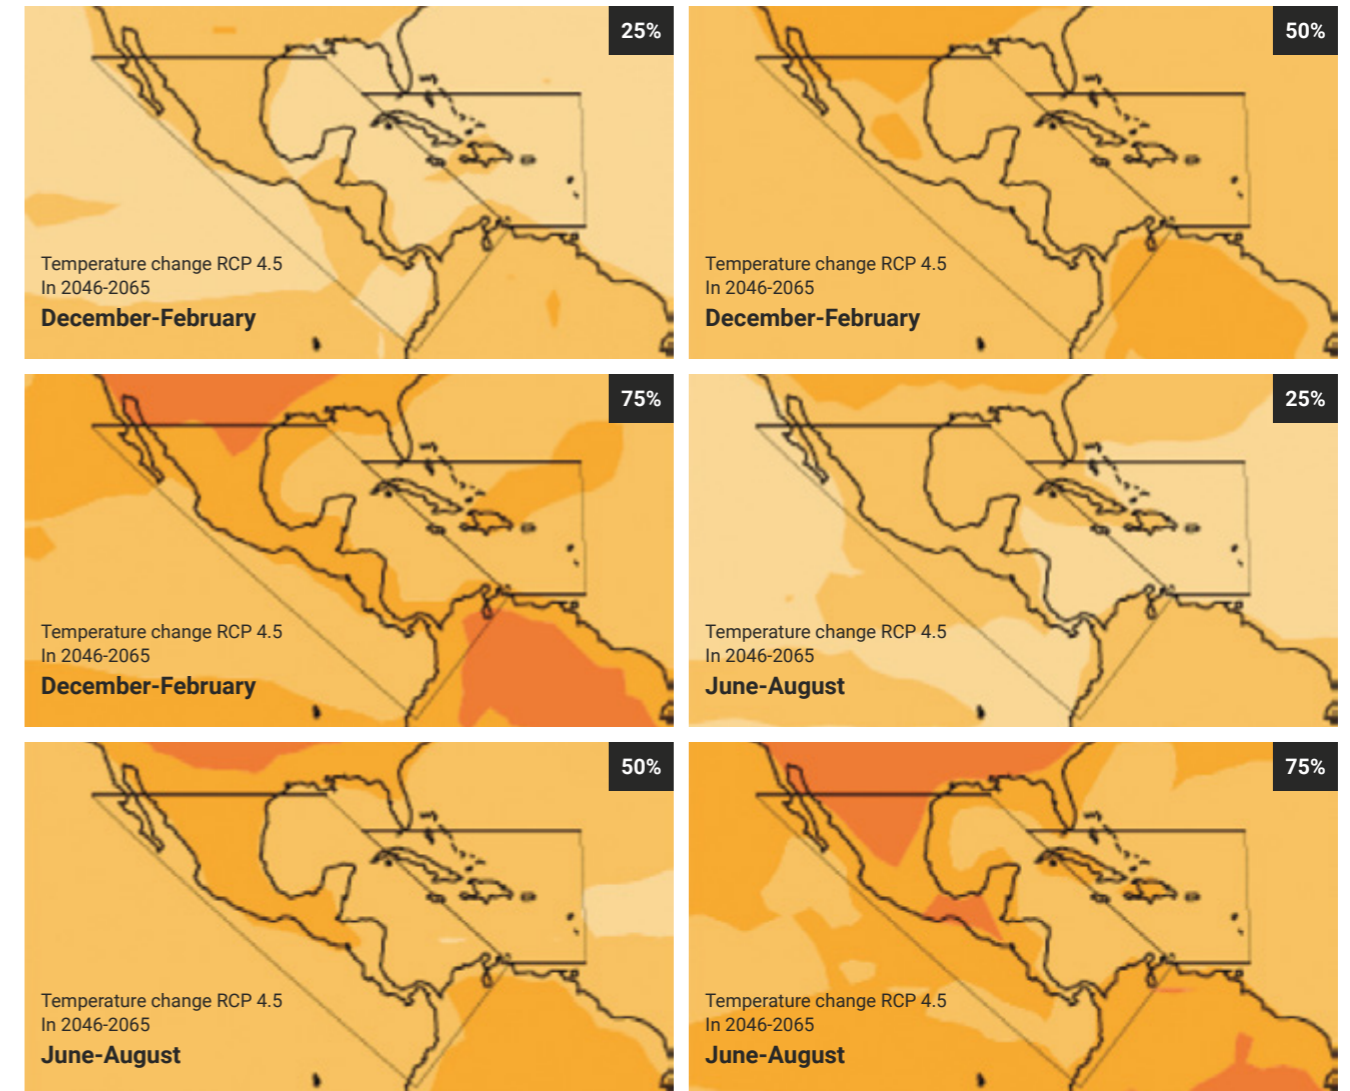 25%
Temperature change RCP 4.5
In 2046-2065
December-February
50%
Temperature change RCP 4.5
In 2046-2065
December-February
75%
Temperature change RCP 4.5
In 2046-2065
December-February
25%
Temperature change RCP 4.5
In 2046-2065
June-August
50%
Temperature change RCP 4.5
In 2046-2065
June-August
75%
Temperature change RCP 4.5
In 2046-2065
June-August